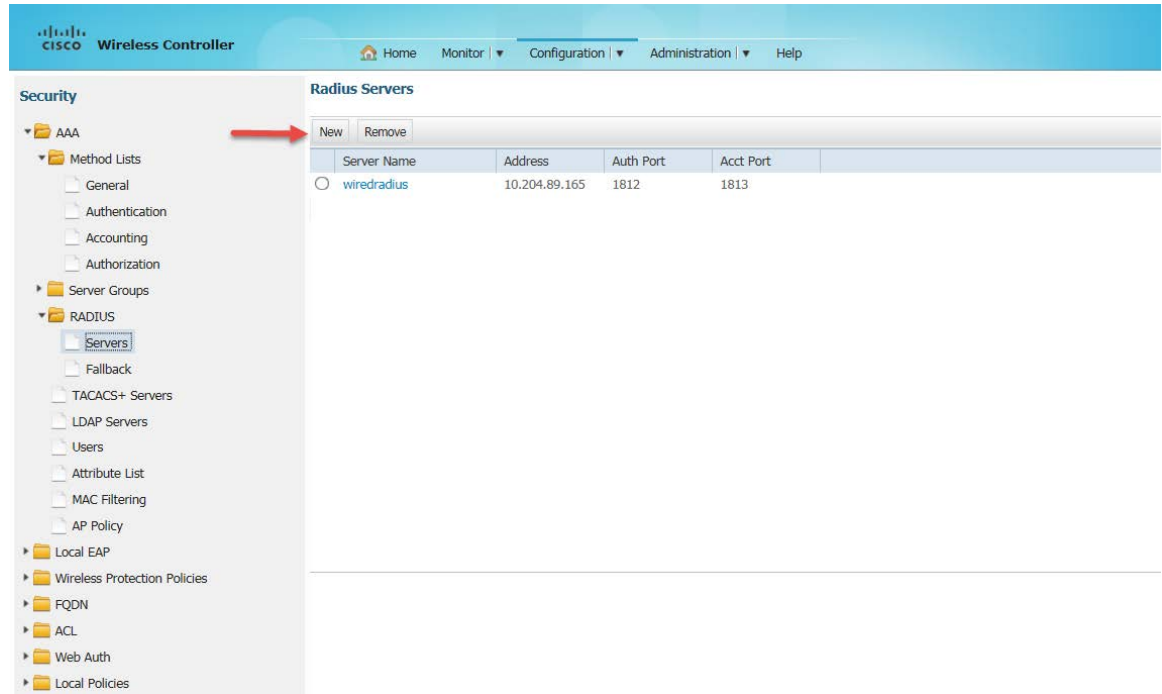 CISCO Wireless Controller
Home Monitor Configuration Administration Help
Security
AAA
Method Lists
General
Authentication
Accounting
Authorization
Server Groups
RADIUS
Servers
Fallback
TACACS+ Servers
LDAP Servers
Users
Attribute List
MAC Filtering
AP Policy
Local EAP
Wireless Protection Policies
FQDN
ACL
Web Auth
Local Policies
Radius Servers
New Remove
Server Name Address Auth Port Acct Port
wiredradius 10.204.89.165 1812 1813